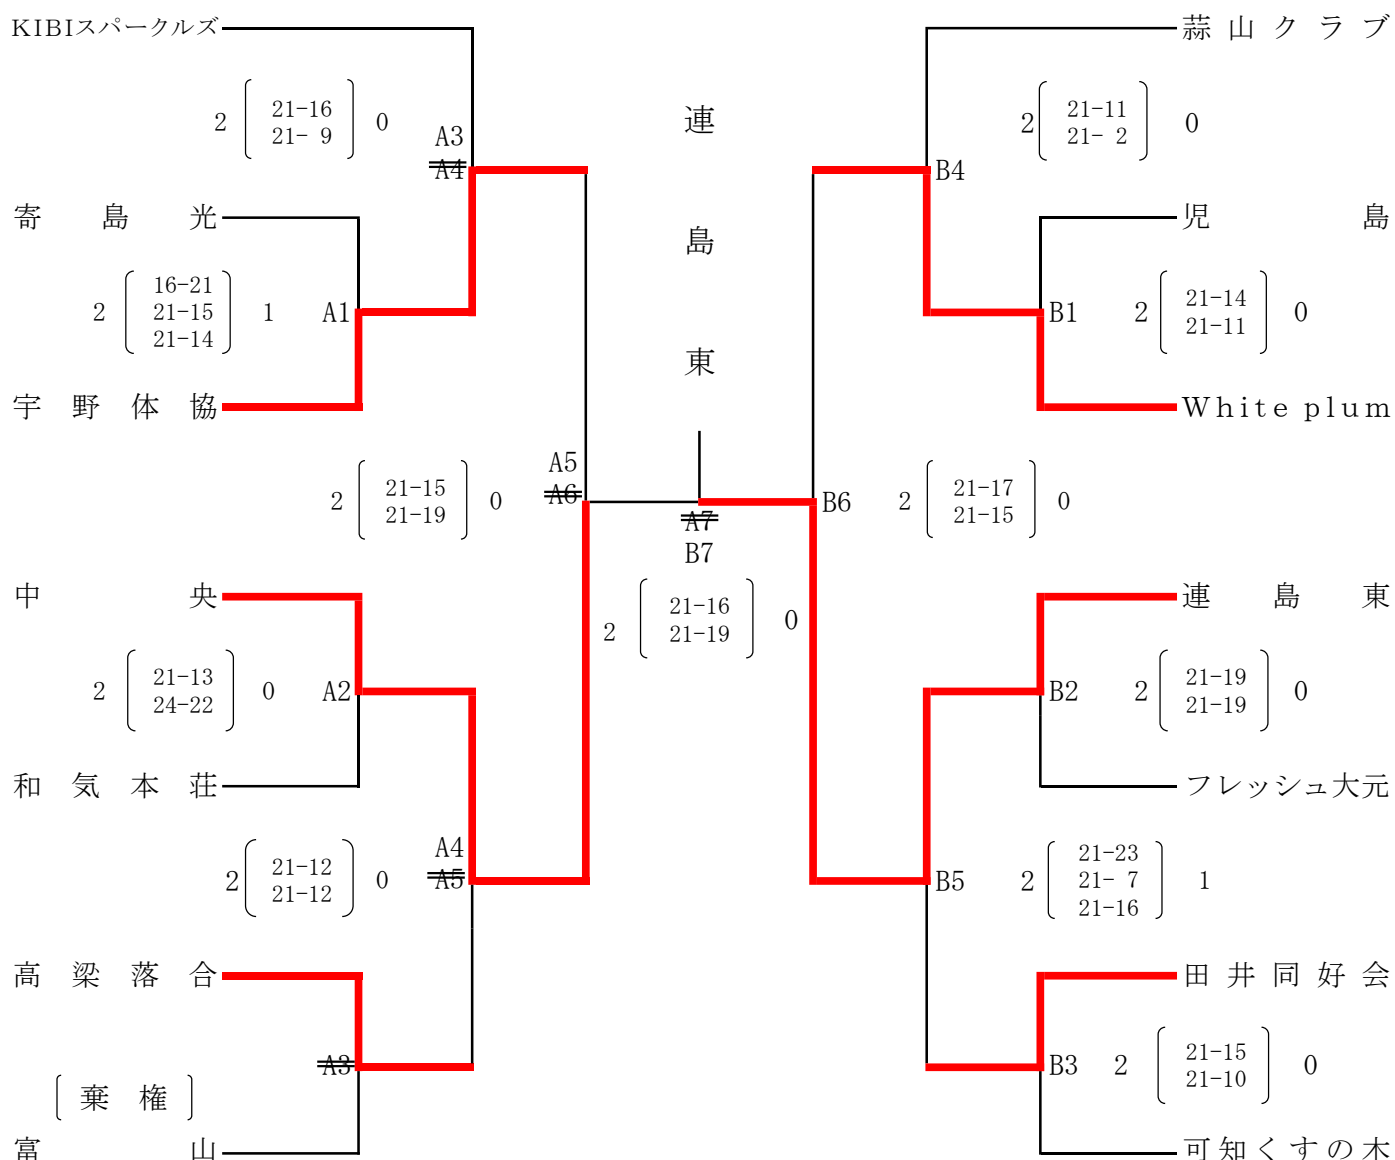 KIBIスパークルズ
蒜山クラブ
2 21-16 0
21- 9
連
2 21-11 0
21- 2
A3
A4
B4
寄島光
島
児島
16-21
2 21-15 1
21-14
A1
B1
2 21-14 0
21-11
東
宇野体協
White plum
A5
A6
2 21-15 0
21-19
B6
2 21-17 0
21-15
A7
B7
中央
連島東
2 21-16 0
21-19
2 21-13 0
24-22
A2
B2
2 21-19 0
21-19
和気本荘
フレッシュ大元
A4
A5
2 21-12 0
21-12
B5
21-23
2 21- 7 1
21-16
高梁落合
田井同好会
A3
B3
2 21-15 0
21-10
棄権
富山
可知くすの木